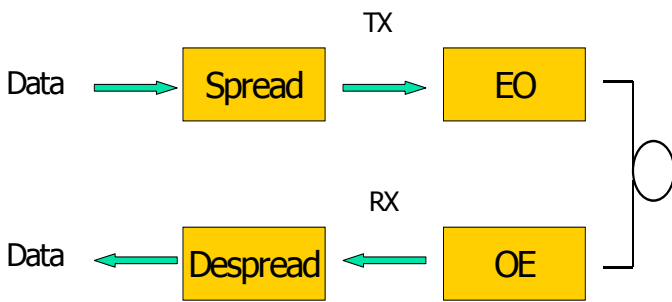 TX
Data
Spread
EO
RX
Data
Despread
OE